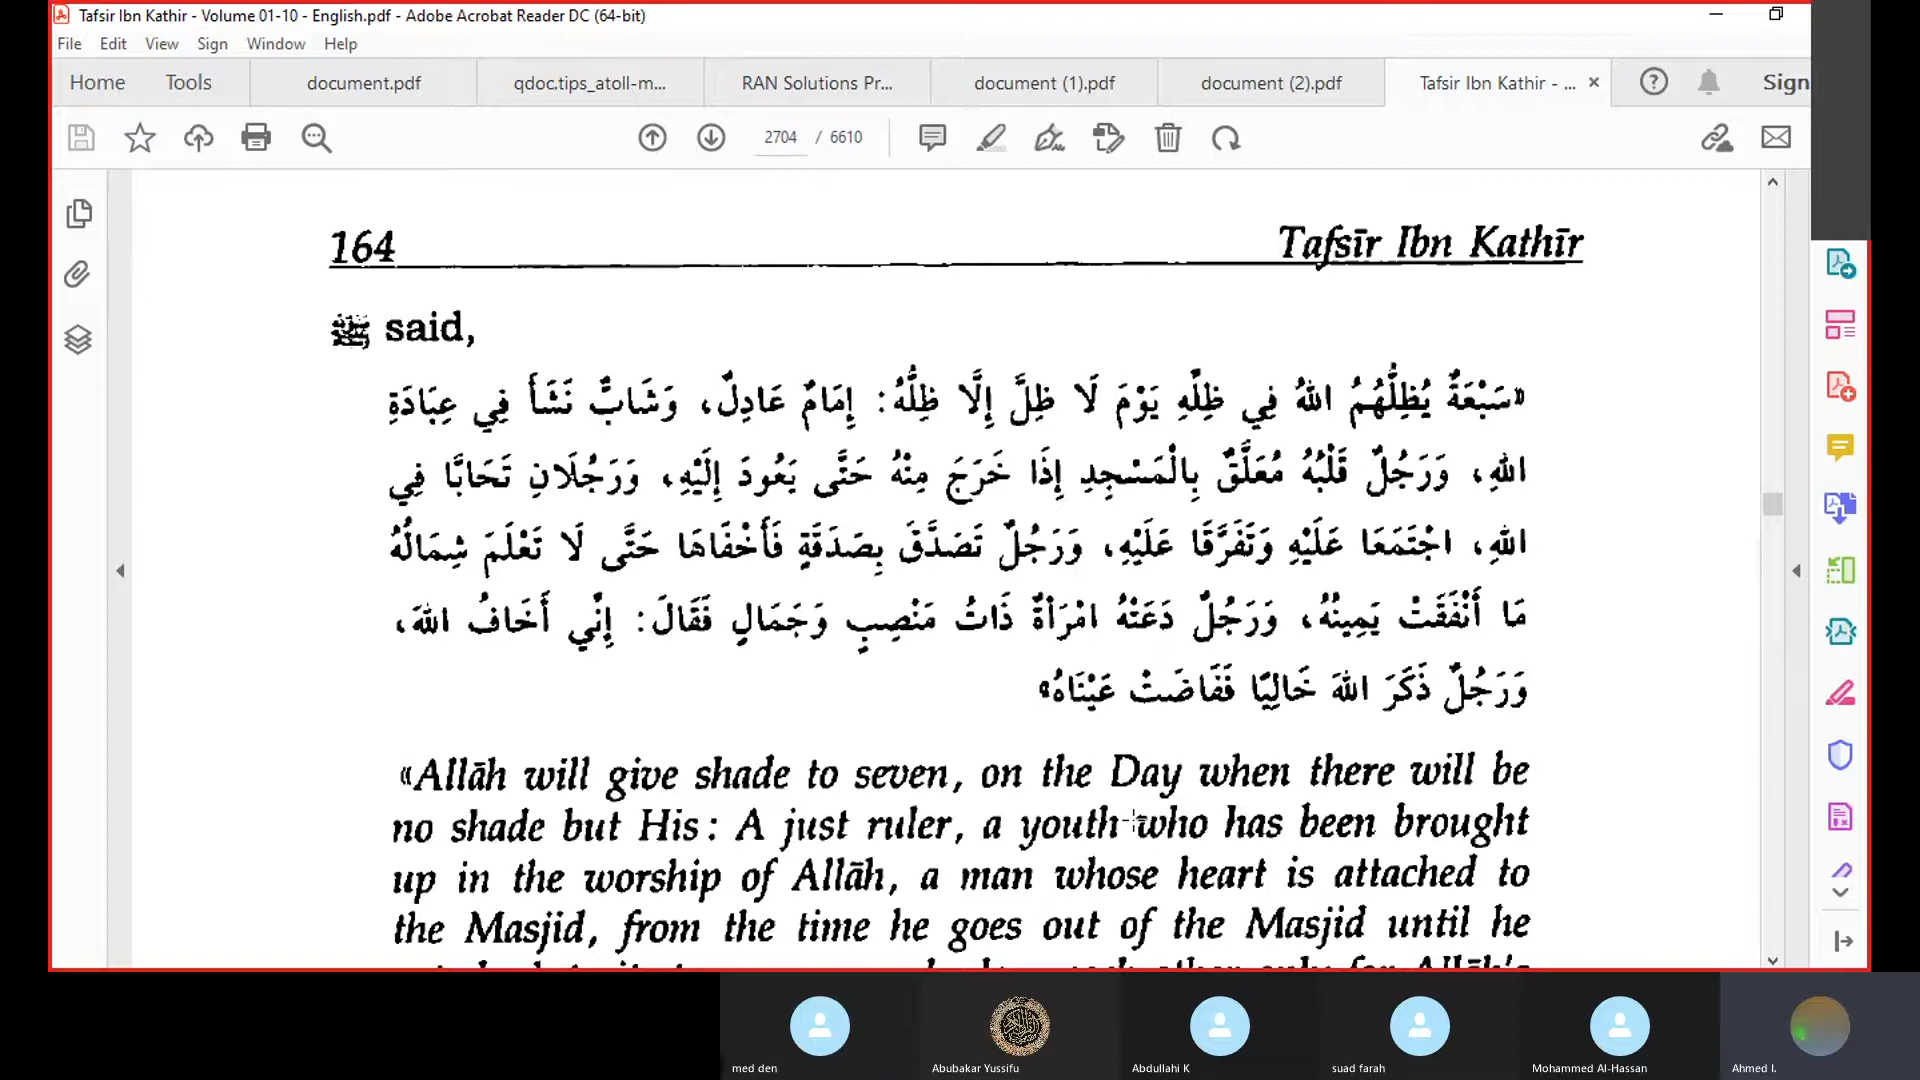 Tafsir Ibn Kathir - Volume 01-10 - English.pdf - Adobe Acrobat Reader DC (64-bit)
File Edit View Sign Window Help
Home Tools document.pdf qdoc.tips_atoll-m... RAN Solutions Pr... document (1).pdf document (2).pdf Tafsir Ibn Kathir - ... Sign
2704 / 6610
164 Tafsīr Ibn Kathīr
ﷺ said,
«سَبْعَةٌ يُظِلُّهُمُ اللهُ فِي ظِلِّهِ يَوْمَ لَا ظِلَّ إِلَّا ظِلُّهُ: إِمَامٌ عَادِلٌ، وَشَابٌّ نَشَأَ فِي عِبَادَةِ
اللهِ، وَرَجُلٌ قَلْبُهُ مُعَلَّقٌ بِالْمَسْجِدِ إِذَا خَرَجَ مِنْهُ حَتَّى يَعُودَ إِلَيْهِ، وَرَجُلَانِ تَحَابَّا فِي
اللهِ، اجْتَمَعَا عَلَيْهِ وَتَفَرَّقَا عَلَيْهِ، وَرَجُلٌ تَصَدَّقَ بِصَدَقَةٍ فَأَخْفَاهَا حَتَّى لَا تَعْلَمَ شِمَالُهُ
مَا أَنْفَقَتْ يَمِينُهُ، وَرَجُلٌ دَعَتْهُ امْرَأَةٌ ذَاتُ مَنْصِبٍ وَجَمَالٍ فَقَالَ: إِنِّي أَخَافُ اللهَ،
وَرَجُلٌ ذَكَرَ اللهَ خَالِيًا فَفَاضَتْ عَيْنَاهُ»
«Allāh will give shade to seven, on the Day when there will be
no shade but His: A just ruler, a youth who has been brought
up in the worship of Allāh, a man whose heart is attached to
the Masjid, from the time he goes out of the Masjid until he
med den Abubakar Yussifu Abdullahi K suad farah Mohammed Al-Hassan Ahmed I.